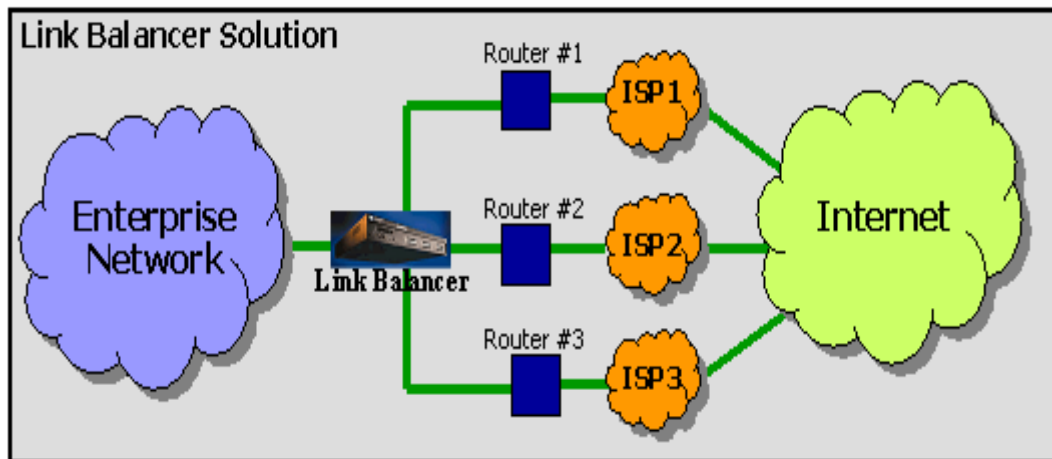 Link Balancer Solution
Router #1
ISP1
Enterprise
Network
Link Balancer
Router #2
ISP2
Internet
Router #3
ISP3